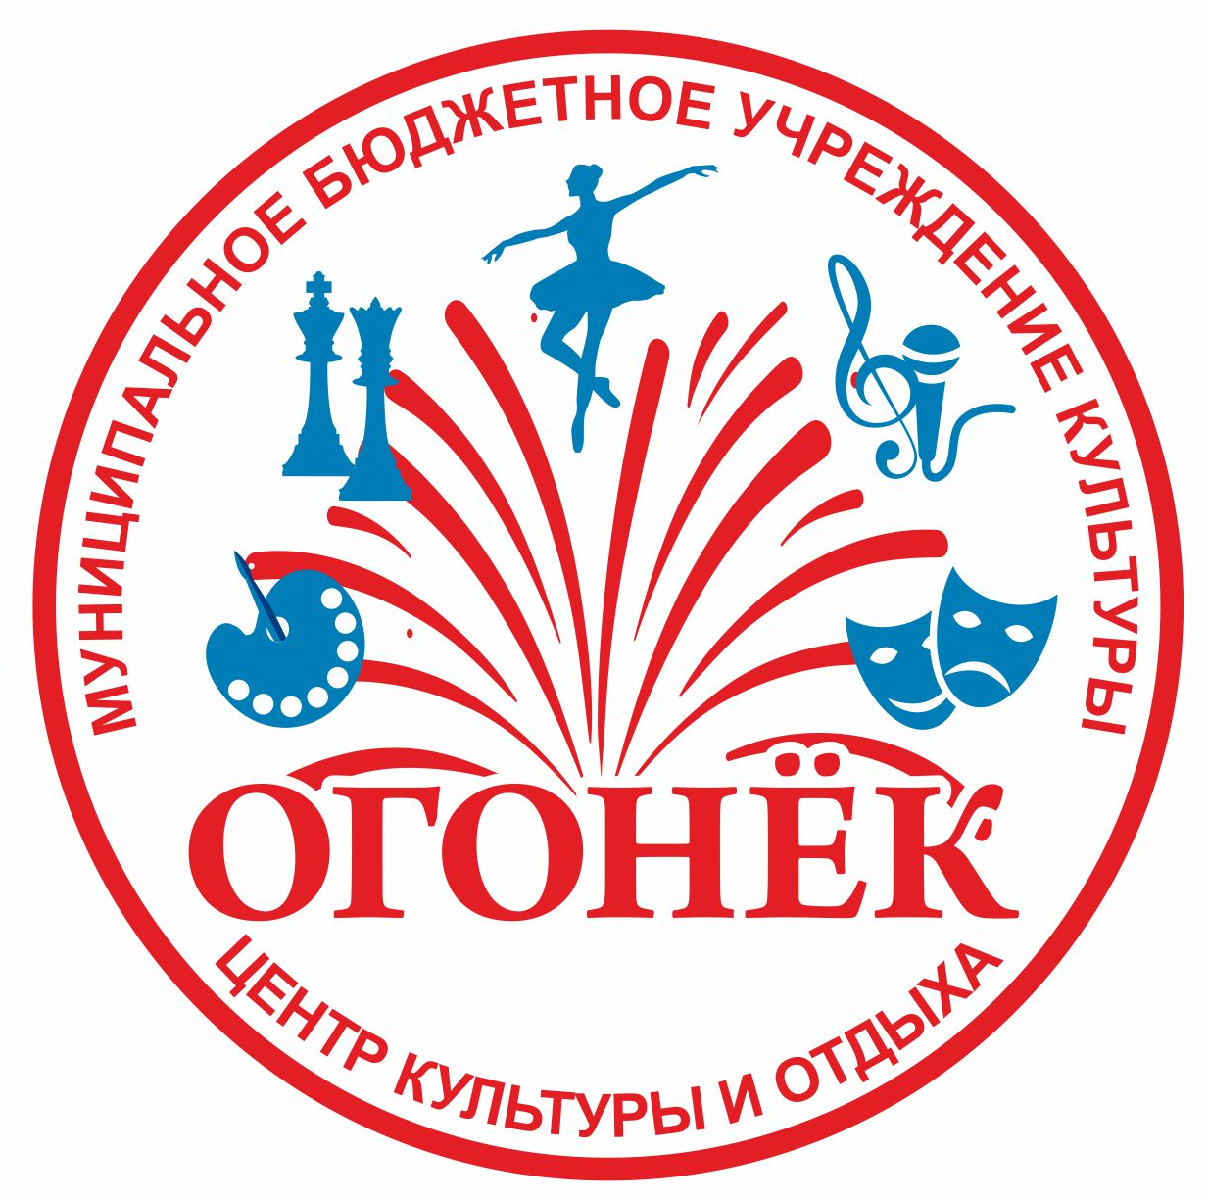 МУНИЦИПАЛЬНОЕ БЮДЖЕТНОЕ УЧРЕЖДЕНИЕ КУЛЬТУРЫ
ОГОНЁК
ЦЕНТР КУЛЬТУРЫ И ОТДЫХА